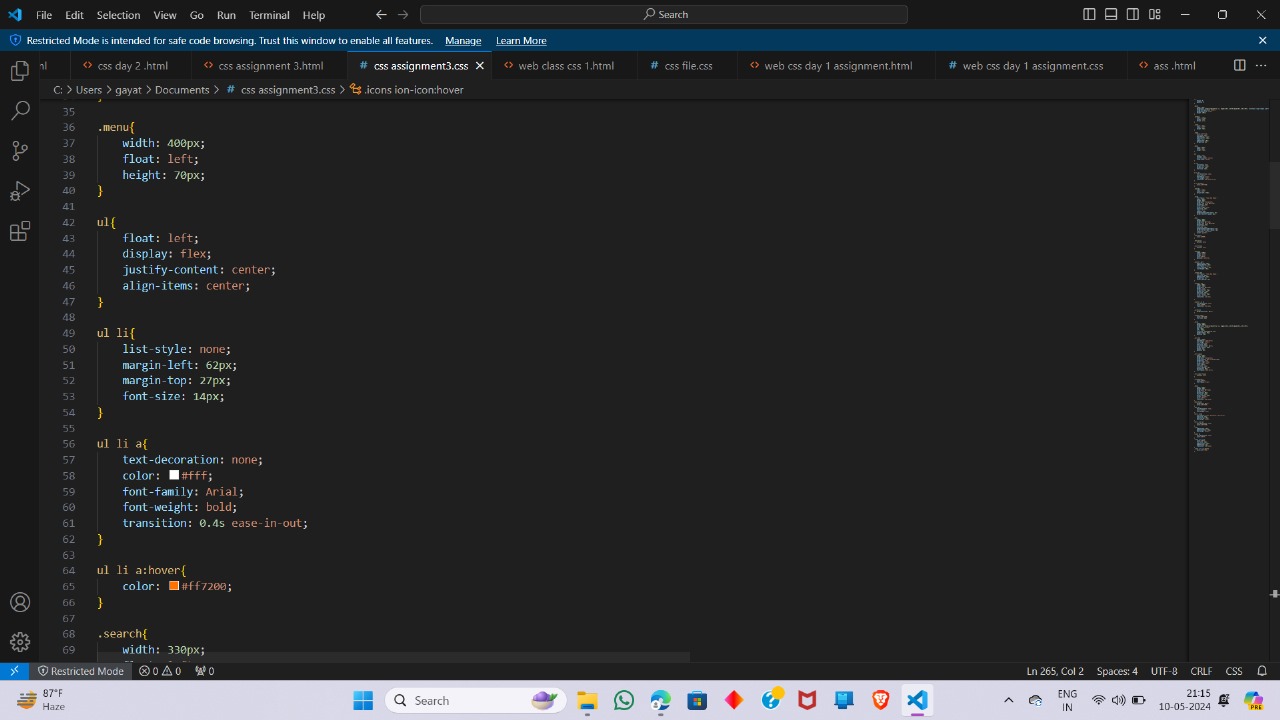 File Edit Selection View Go Run Terminal Help Search
Restricted Mode is intended for safe code browsing. Trust this window to enable all features. Manage Learn More
css day 2 .html css assignment 3.html # css assignment3.css web class css 1.html # css file.css web css day 1 assignment.html # web css day 1 assignment.css ass .html
C: > Users > gayat > Documents > # css assignment3.css > .icons ion-icon:hover
35
36 .menu{
37 width: 400px;
38 float: left;
39 height: 70px;
40 }
41
42 ul{
43 float: left;
44 display: flex;
45 justify-content: center;
46 align-items: center;
47 }
48
49 ul li{
50 list-style: none;
51 margin-left: 62px;
52 margin-top: 27px;
53 font-size: 14px;
54 }
55
56 ul li a{
57 text-decoration: none;
58 color: #fff;
59 font-family: Arial;
60 font-weight: bold;
61 transition: 0.4s ease-in-out;
62 }
63
64 ul li a:hover{
65 color: #ff7200;
66 }
67
68 .search{
69 width: 330px;
Restricted Mode 0 0 0 Ln 265, Col 2 Spaces: 4 UTF-8 CRLF CSS
87°F
Haze
Search
ENG
IN
21:15
10-05-2024
PRE